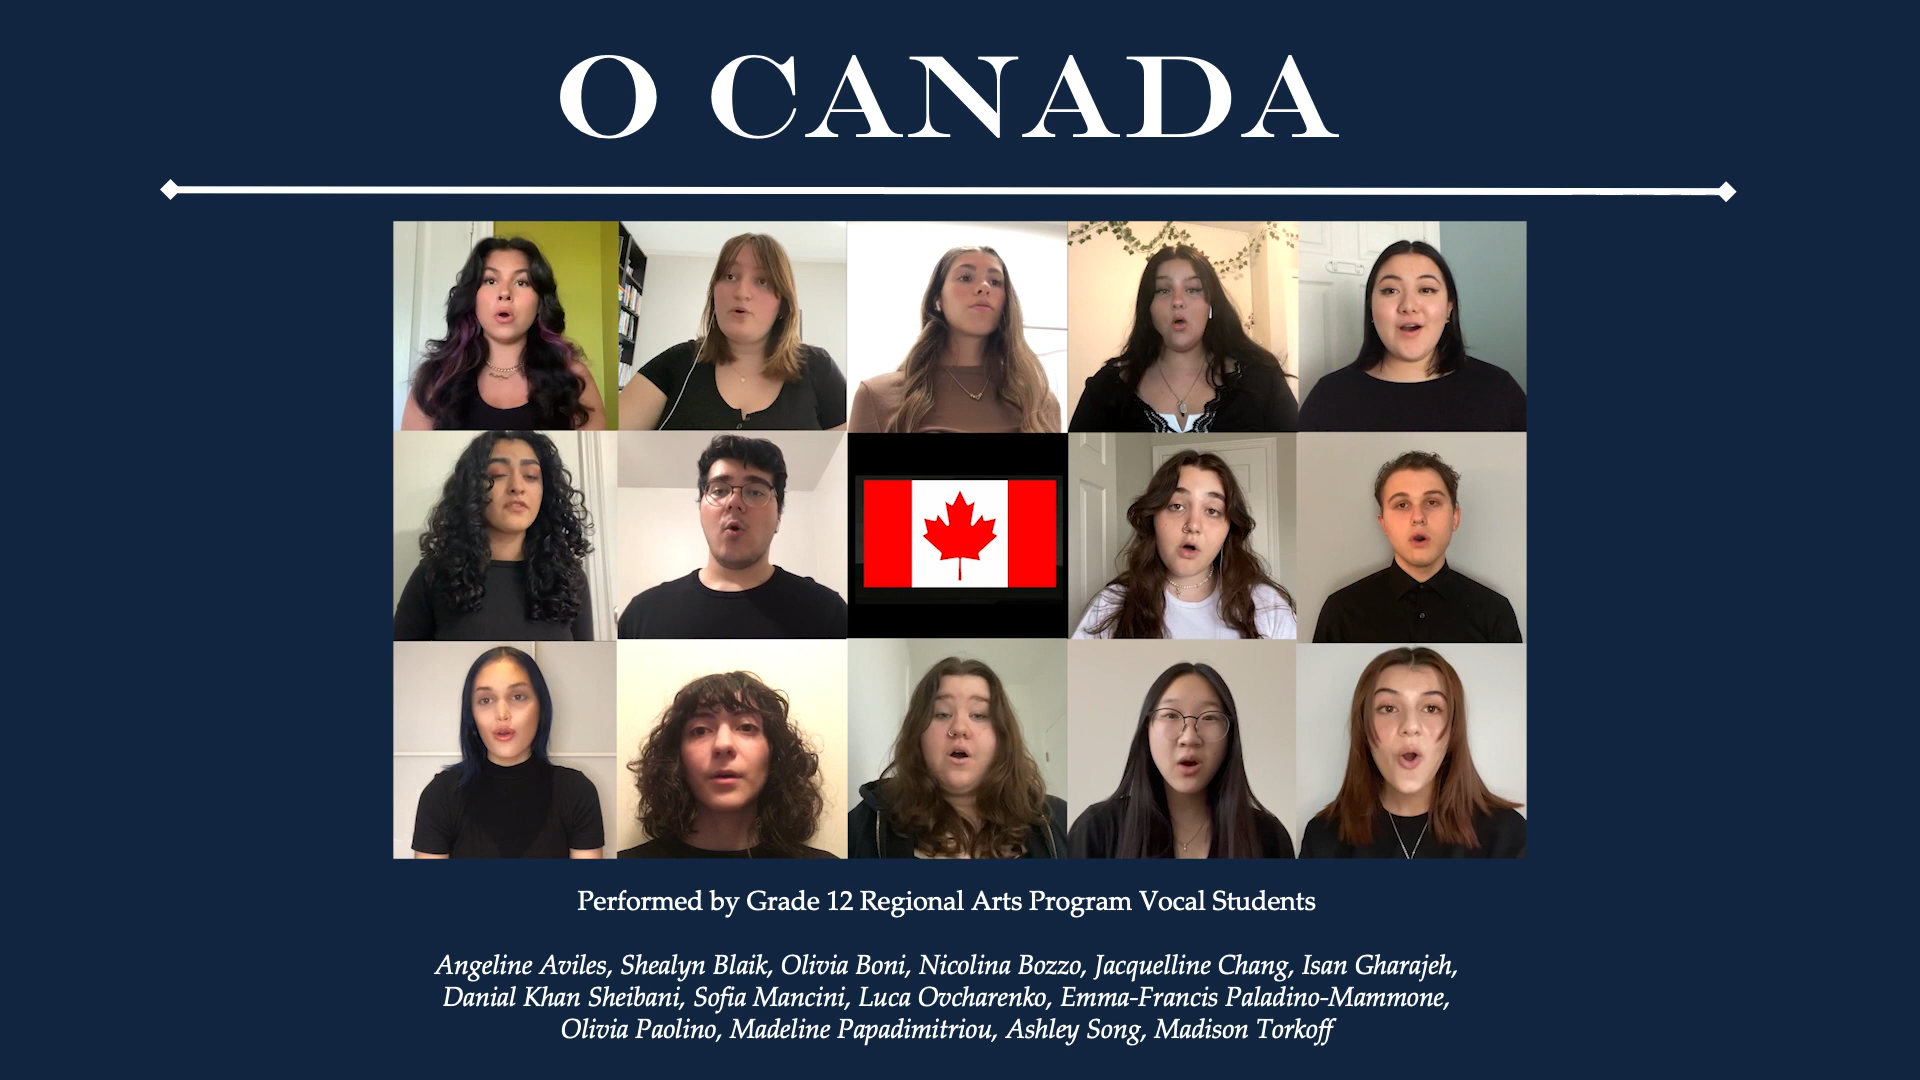 O CANADA
Performed by Grade 12 Regional Arts Program Vocal Students
Angeline Aviles, Shealyn Blaik, Olivia Boni, Nicolina Bozzo, Jacquelline Chang, Isan Gharajeh,
Danial Khan Sheibani, Sofia Mancini, Luca Ovcharenko, Emma-Francis Paladino-Mammone,
Olivia Paolino, Madeline Papadimitriou, Ashley Song, Madison Torkoff